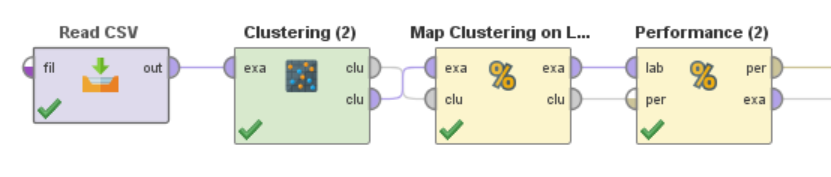 Read CSV
fil
out
Clustering (2)
exa
clu
clu
Map Clustering on L...
exa
exa
clu
clu
Performance (2)
lab
per
per
exa